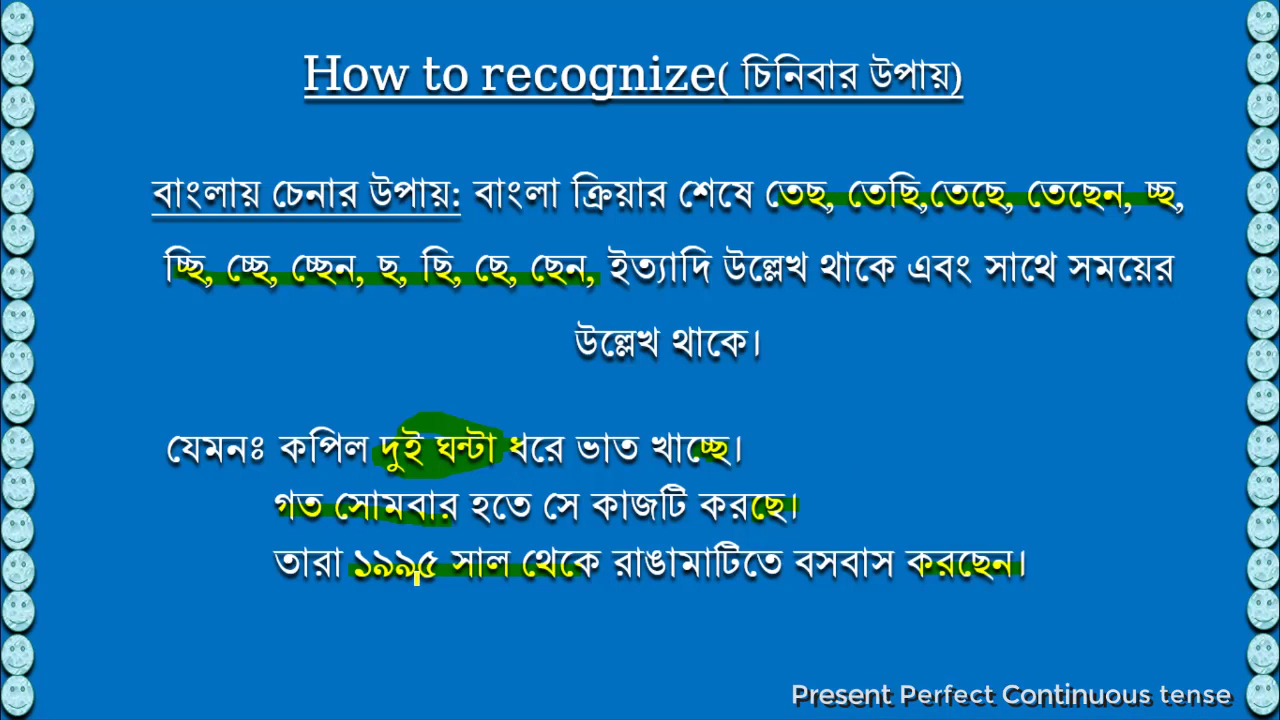 How to recognize( চিনিবার উপায়)
বাংলায় চেনার উপায়: বাংলা ক্রিয়ার শেষে তেছ, তেছি,তেছে, তেছেন, চ্ছ,
চ্ছি, চ্ছে, চ্ছেন, ছ, ছি, ছে, ছেন, ইত্যাদি উল্লেখ থাকে এবং সাথে সময়ের
উল্লেখ থাকে।
যেমনঃ কপিল দুই ঘন্টা ধরে ভাত খাচ্ছে।
গত সোমবার হতে সে কাজটি করছে।
তারা ১৯৯৫ সাল থেকে রাঙামাটিতে বসবাস করছেন।
Present Perfect Continuous tense